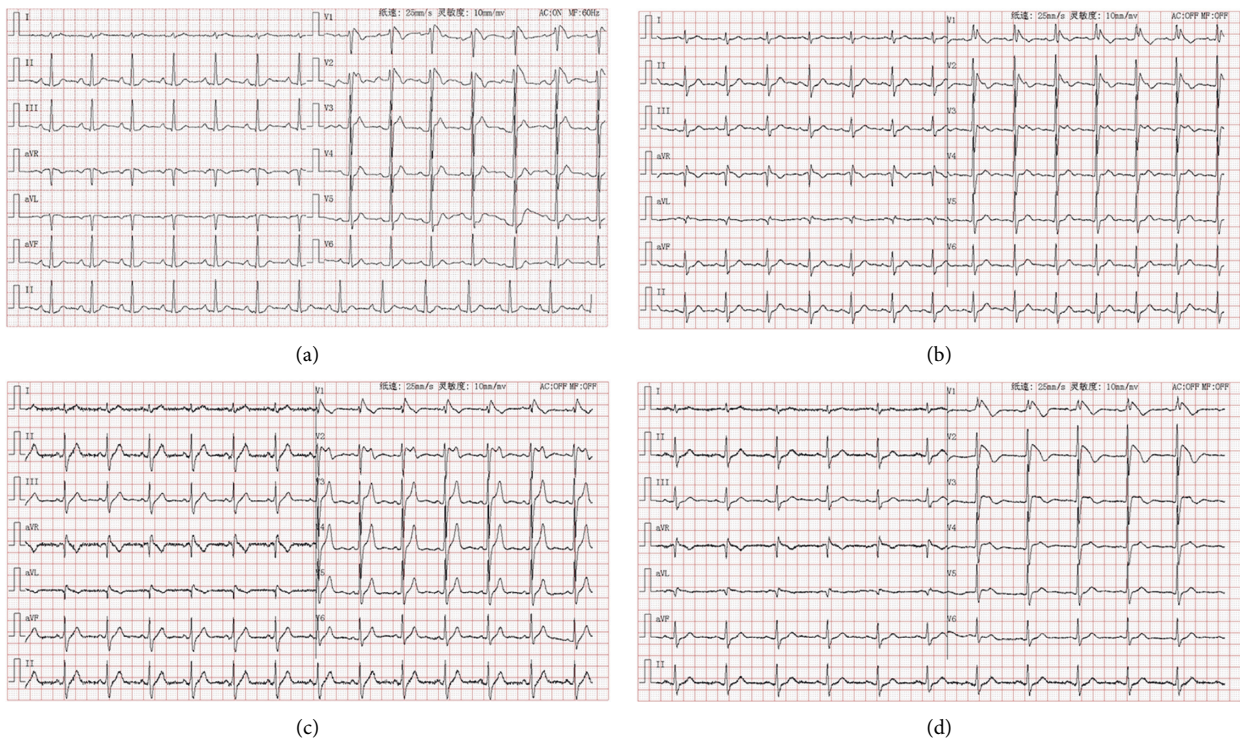 I V1 纸速: 25mm/s 灵敏度: 10mm/mv AC:ON MF:60Hz
II V2
III V3
aVR V4
aVL V5
aVF V6
II
(a)
I V1 纸速: 25mm/s 灵敏度: 10mm/mv AC:OFF MF:OFF
II V2
III V3
aVR V4
aVL V5
aVF V6
II
(b)
I V1 纸速: 25mm/s 灵敏度: 10mm/mv AC:OFF MF:OFF
II V2
III V3
aVR V4
aVL V5
aVF V6
II
(c)
I V1 纸速: 25mm/s 灵敏度: 10mm/mv AC:OFF MF:OFF
II V2
III V3
aVR V4
aVL V5
aVF V6
II
(d)